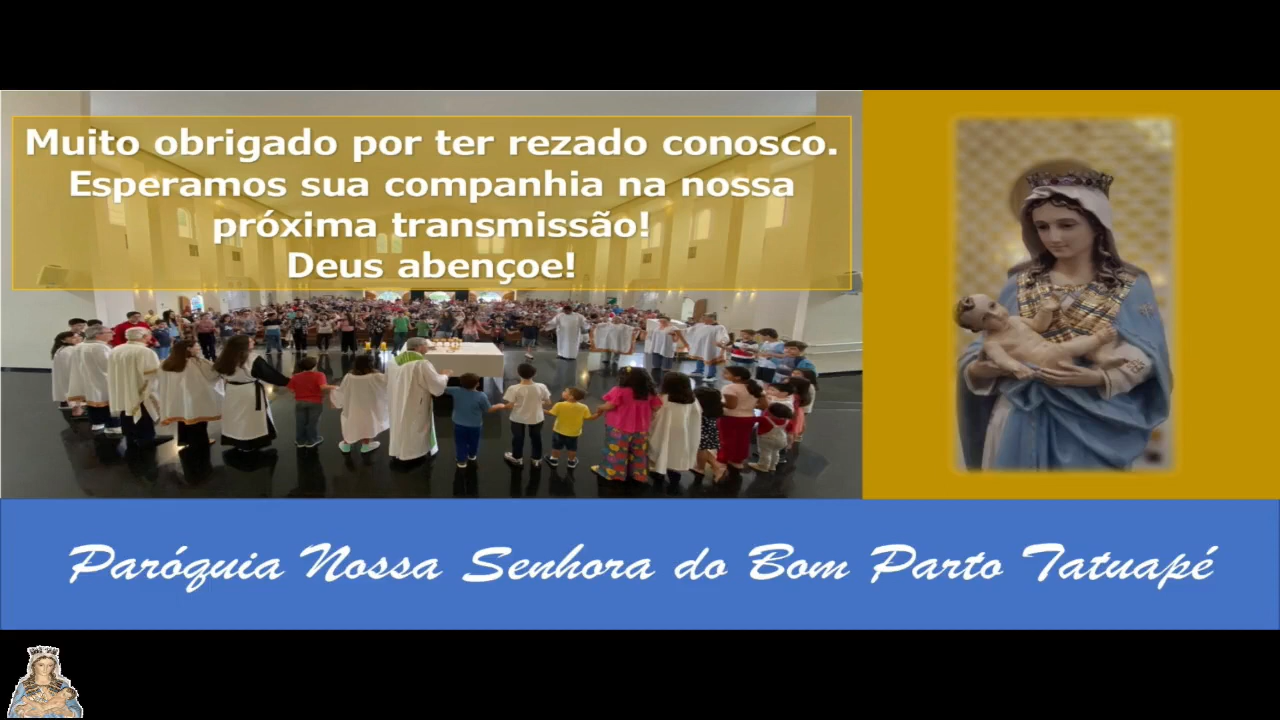 Muito obrigado por ter rezado conosco.
Esperamos sua companhia na nossa
próxima transmissão!
Deus abençoe!
Paróquia Nossa Senhora do Bom Parto Tatuapé